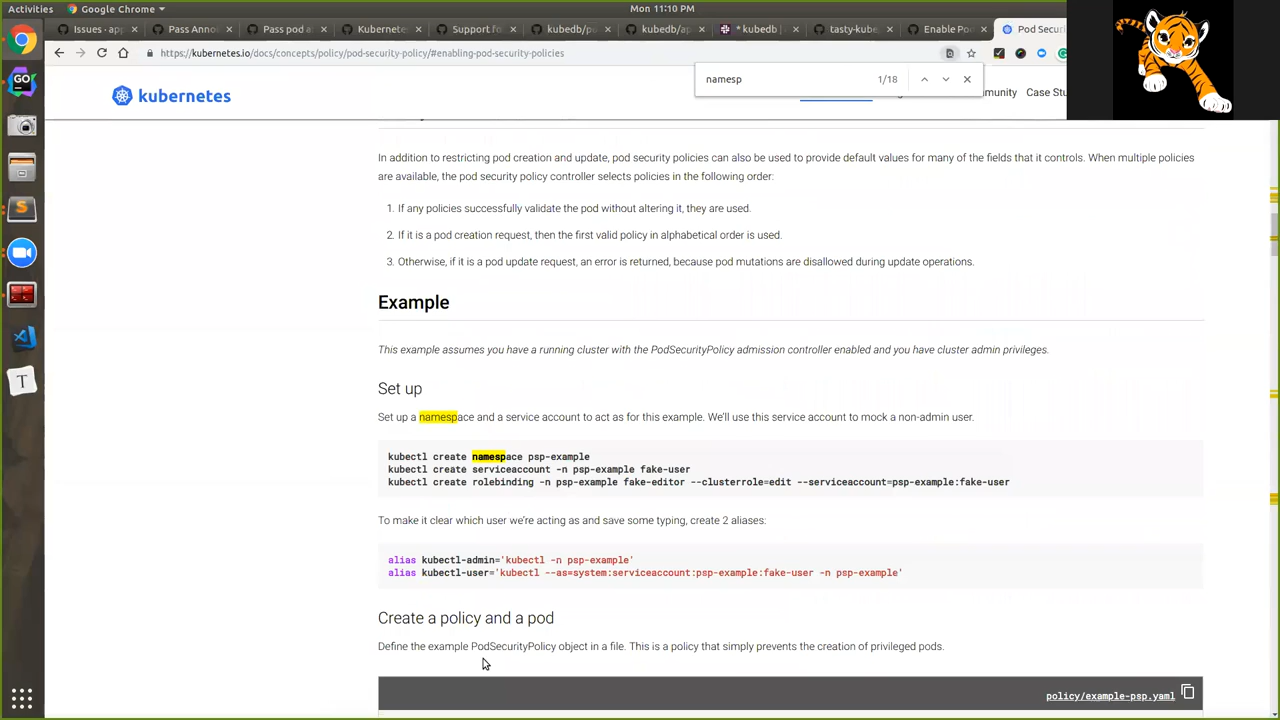 Activities
Google Chrome
Mon 11:10 PM
Issues · app
Pass Anno
Pass pod a
Kubernete
Support fo
kubedb/po
kubedb/ap
* kubedb
tasty-kube
Enable Pod
Pod Secu
https://kubernetes.io/docs/concepts/policy/pod-security-policy/#enabling-pod-security-policies
namesp
1/18
kubernetes
munity
Case Stu
In addition to restricting pod creation and update, pod security policies can also be used to provide default values for many of the fields that it controls. When multiple policies
are available, the pod security policy controller selects policies in the following order:
1. If any policies successfully validate the pod without altering it, they are used.
2. If it is a pod creation request, then the first valid policy in alphabetical order is used.
3. Otherwise, if it is a pod update request, an error is returned, because pod mutations are disallowed during update operations.
Example
This example assumes you have a running cluster with the PodSecurityPolicy admission controller enabled and you have cluster admin privileges.
Set up
Set up a namespace and a service account to act as for this example. We'll use this service account to mock a non-admin user.
kubectl create namespace psp-example
kubectl create serviceaccount -n psp-example fake-user
kubectl create rolebinding -n psp-example fake-editor --clusterrole=edit --serviceaccount=psp-example:fake-user
To make it clear which user we're acting as and save some typing, create 2 aliases:
alias kubectl-admin='kubectl -n psp-example'
alias kubectl-user='kubectl --as=system:serviceaccount:psp-example:fake-user -n psp-example'
Create a policy and a pod
Define the example PodSecurityPolicy object in a file. This is a policy that simply prevents the creation of privileged pods.
policy/example-psp.yaml
GO
S
T